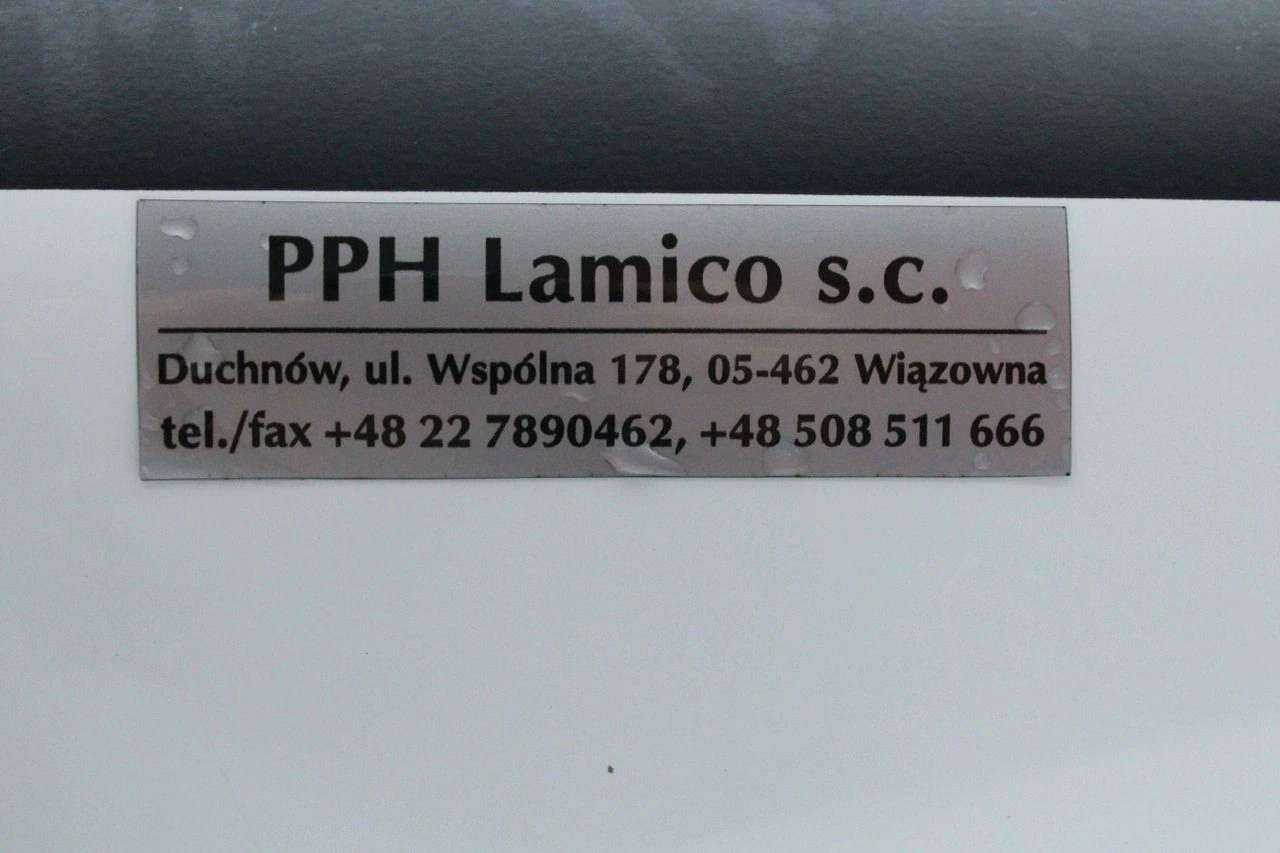 PPH Lamico s.c.
Duchnów, ul. Wspólna 178, 05-462 Wiązowna
tel./fax +48 22 7890462, +48 508 511 666